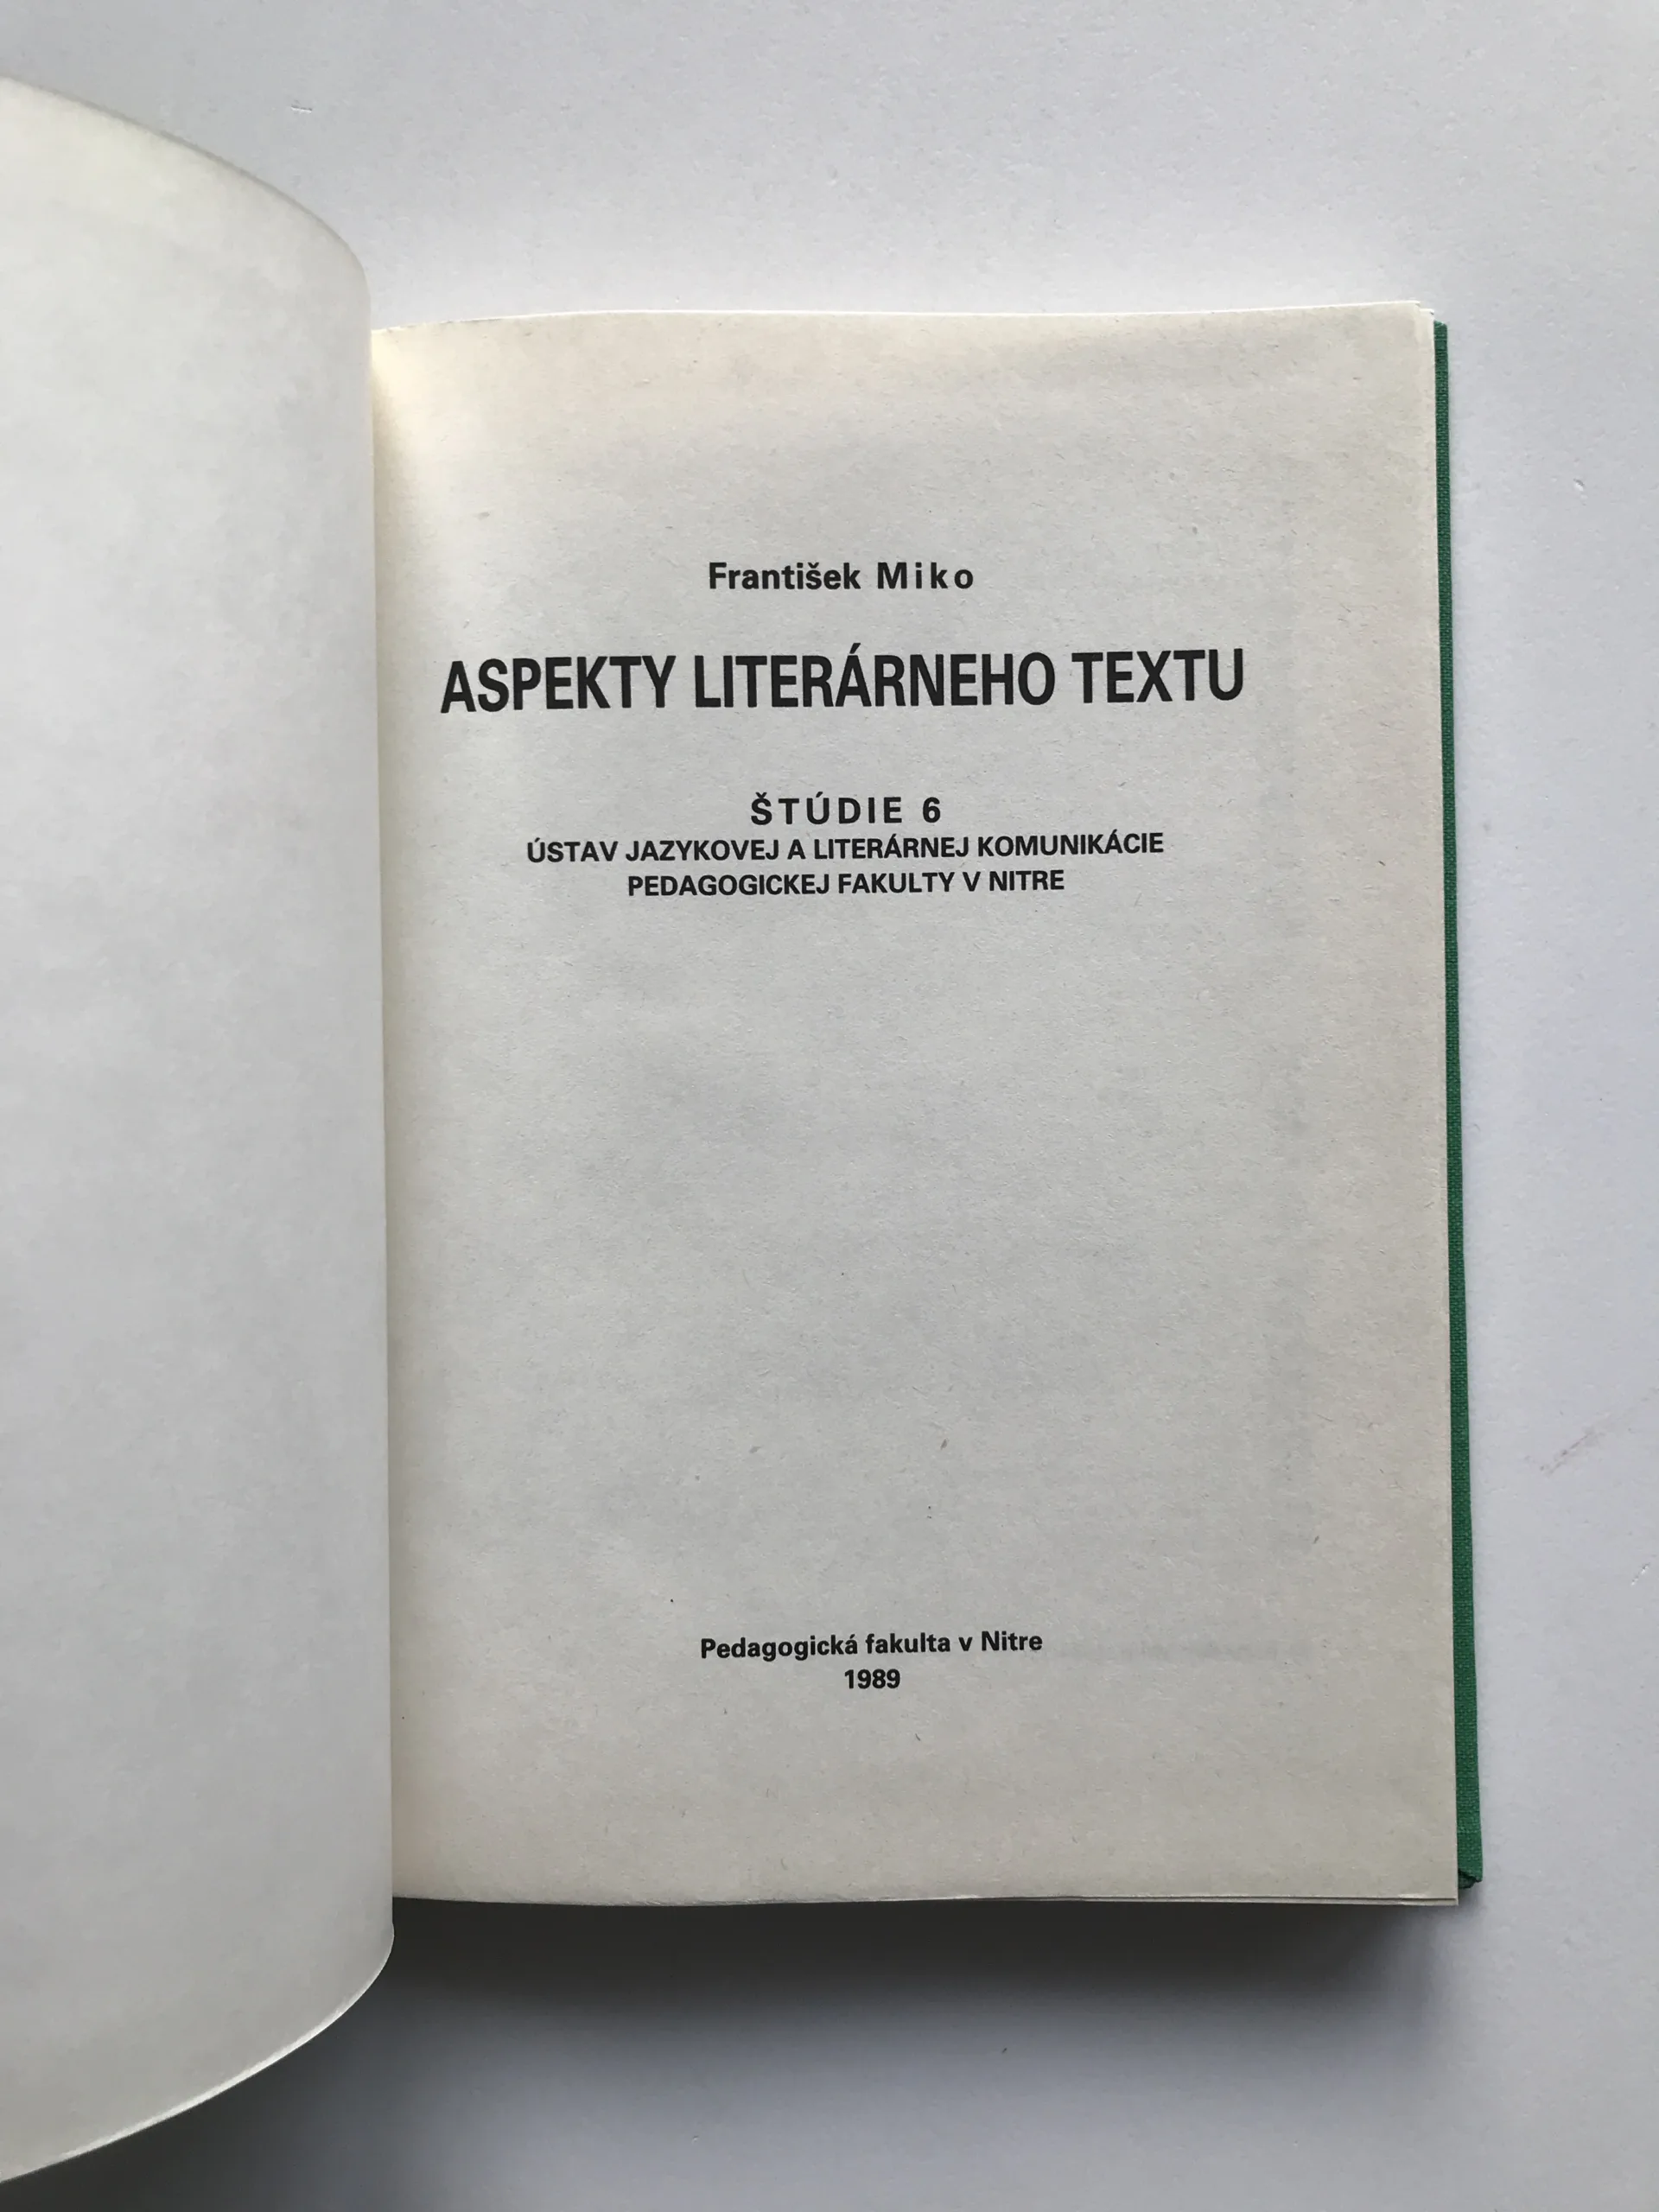 František Miko
ASPEKTY LITERÁRNEHO TEXTU
ŠTÚDIE 6
ÚSTAV JAZYKOVEJ A LITERÁRNEJ KOMUNIKÁCIE
PEDAGOGICKEJ FAKULTY V NITRE
Pedagogická fakulta v Nitre
1989